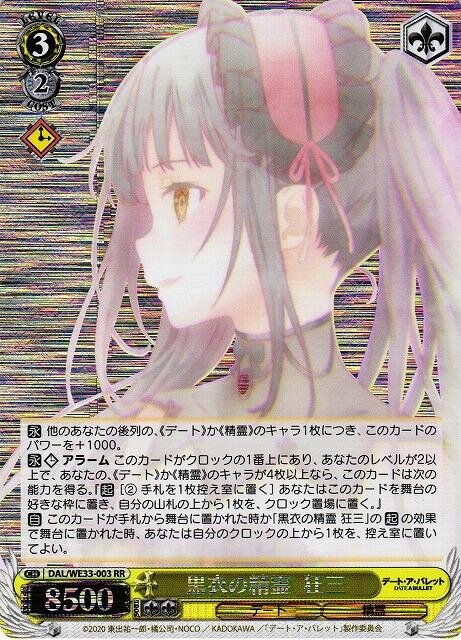 LEVEL
3
2
COST
永 他のあなたの後列の、《デート》か《精霊》のキャラ1枚につき、このカードの
パワーを＋1000。
永 アラーム このカードがクロックの1番上にあり、あなたのレベルが2以
上で、あなたの、《デート》か《精霊》のキャラが4枚以上なら、このカードは次の
能力を得る。『起 [② 手札を1枚控え室に置く] あなたはこのカードを舞台の
好きな枠に置き、自分の山札の上から1枚を、クロック置場に置く。』
自 このカードが手札から舞台に置かれた時か「黒衣の精霊 狂三」の 起 の効果
で舞台に置かれた時、あなたは自分のクロックの上から1枚を、控え室に置い
てよい。
CH DAL/WE33-003 RR
黒衣の精霊 狂三
デート・ア・バレット
DATE A BULLET
8500
デート
精霊
©2020 東出祐一郎・橘公司・NOCO ／ KADOKAWA ／「デート・ア・バレット」製作委員会